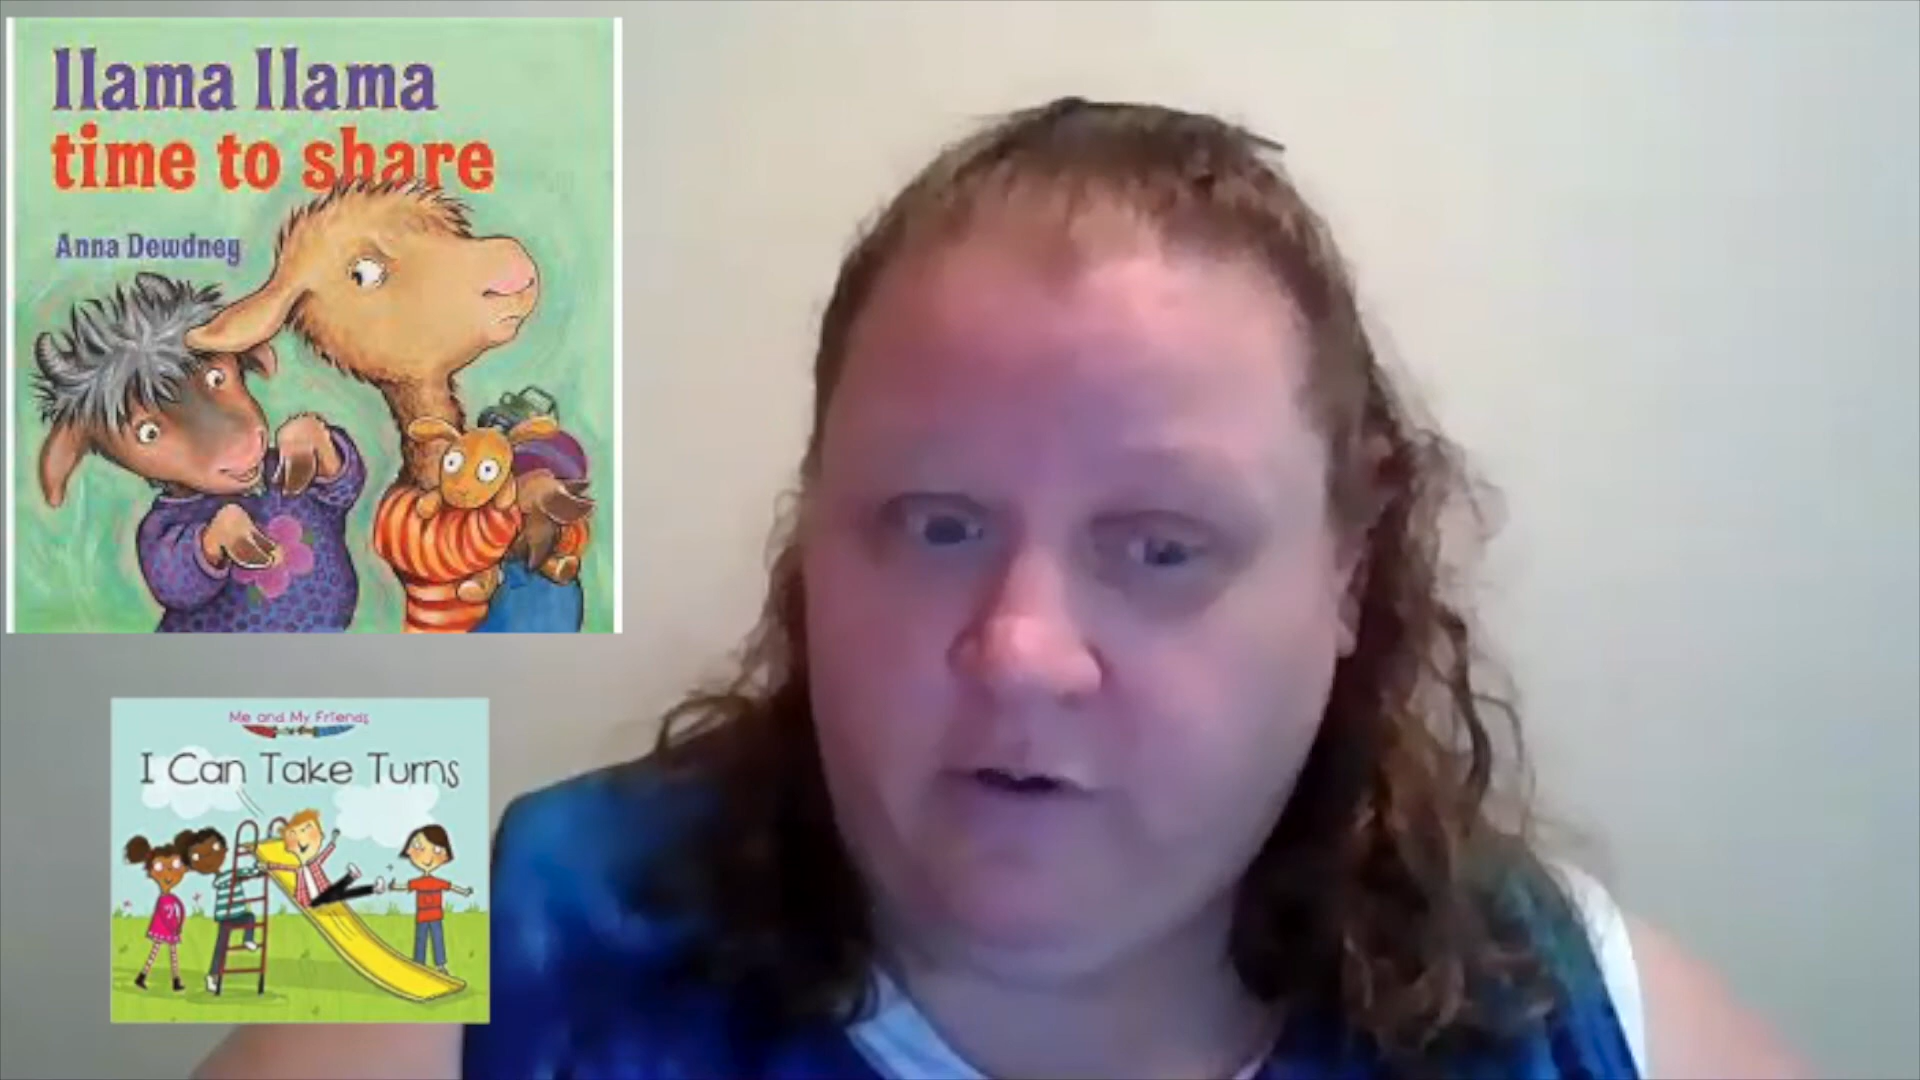 llama llama
time to share
Anna Dewdney
Me and My Friends
I Can Take Turns